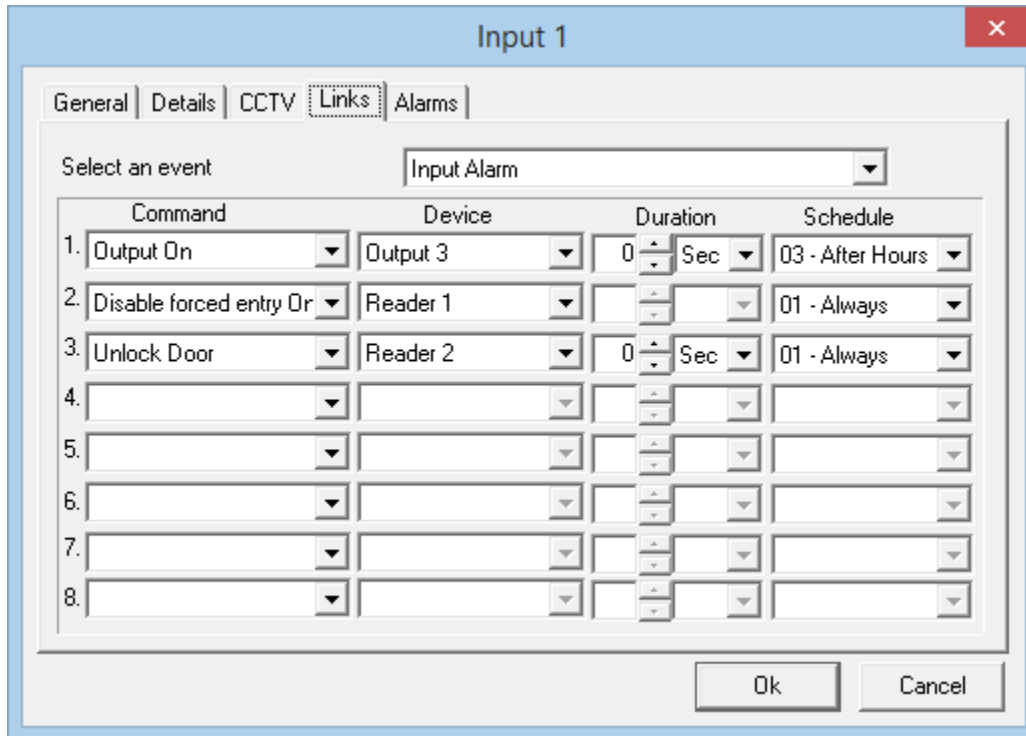 Input 1
General Details CCTV Links Alarms
Select an event Input Alarm
Command Device Duration Schedule
1. Output On Output 3 0 Sec 03 - After Hours
2. Disable forced entry On Reader 1 01 - Always
3. Unlock Door Reader 2 0 Sec 01 - Always
4.
5.
6.
7.
8.
Ok Cancel